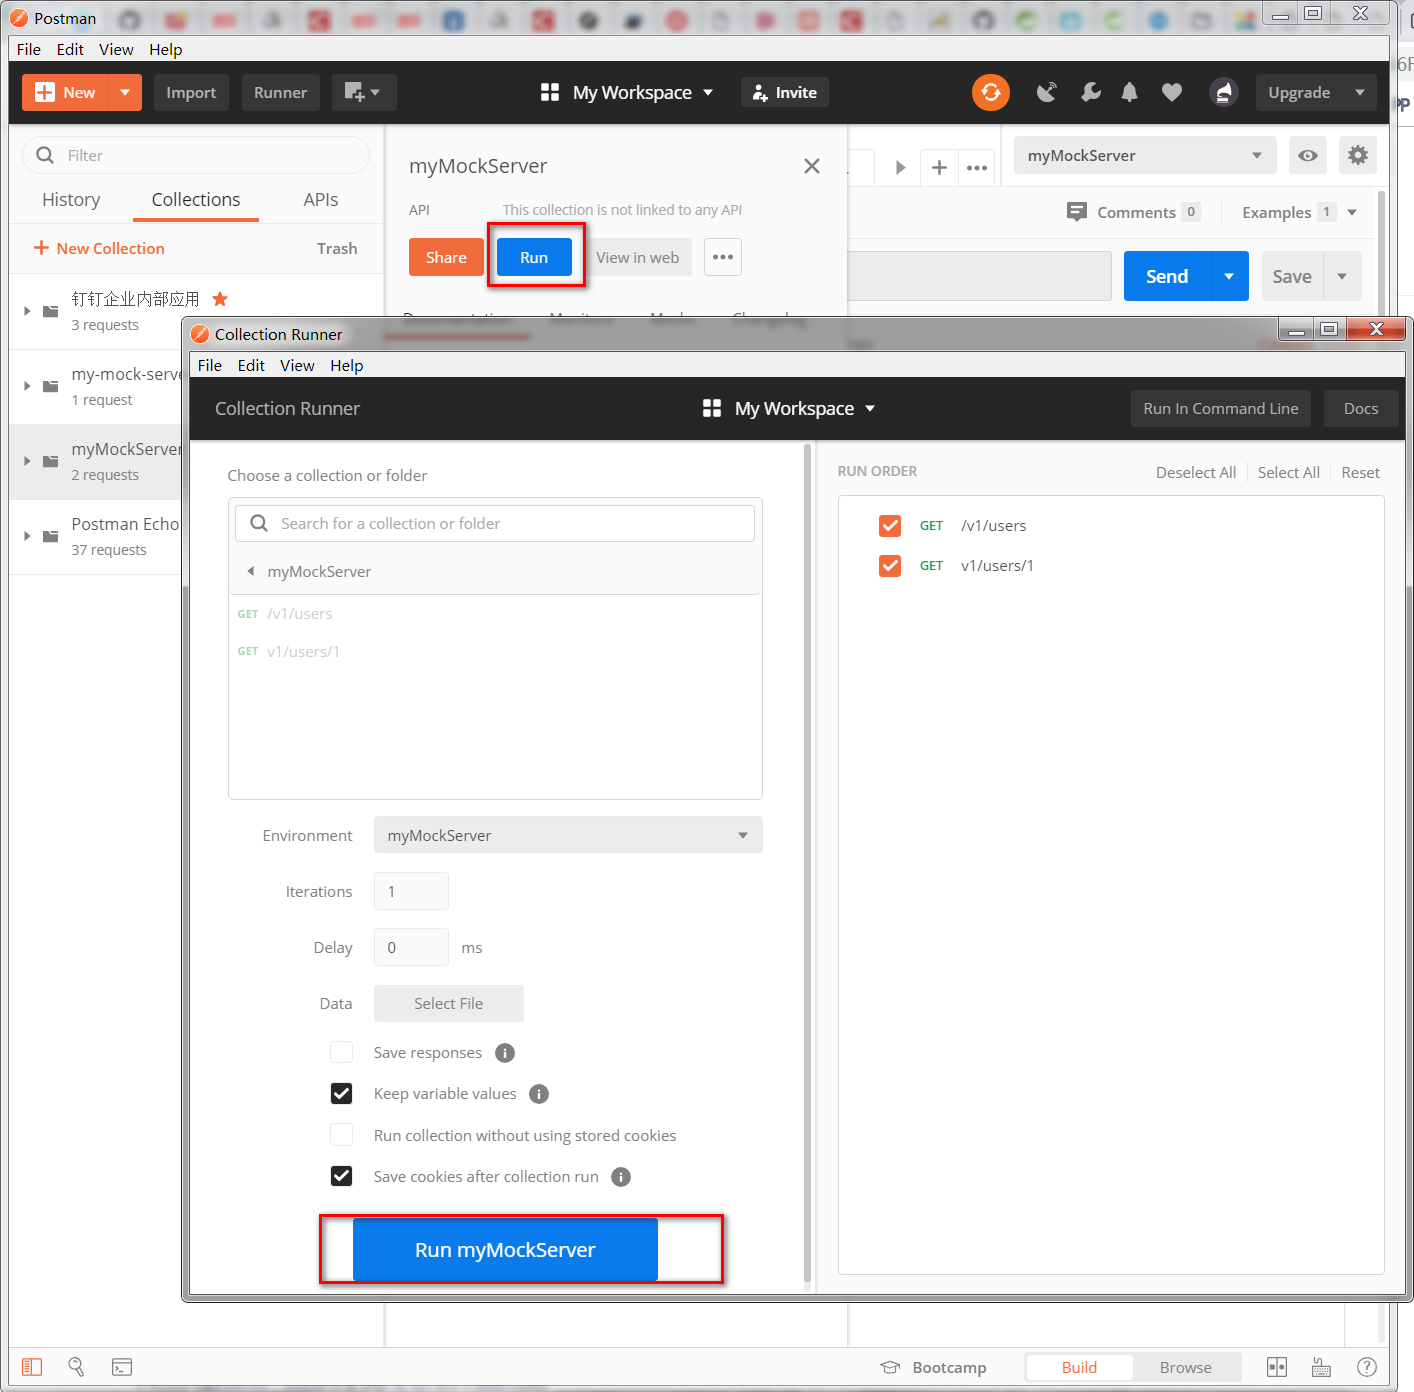 Postman
File Edit View Help
New Import Runner My Workspace Invite Upgrade
Filter
History Collections APIs
New Collection Trash
钉钉企业内部应用
3 requests
my-mock-serve
1 request
myMockServer
2 requests
Postman Echo
37 requests
myMockServer
API This collection is not linked to any API
Share Run View in web
Documentation Monitors Mocks Changelog
myMockServer
Comments 0 Examples 1
Send Save
Collection Runner
File Edit View Help
Collection Runner My Workspace Run In Command Line Docs
Choose a collection or folder
Search for a collection or folder
myMockServer
GET /v1/users
GET v1/users/1
Environment myMockServer
Iterations 1
Delay 0 ms
Data Select File
Save responses
Keep variable values
Run collection without using stored cookies
Save cookies after collection run
Run myMockServer
RUN ORDER Deselect All Select All Reset
GET /v1/users
GET v1/users/1
Bootcamp Build Browse